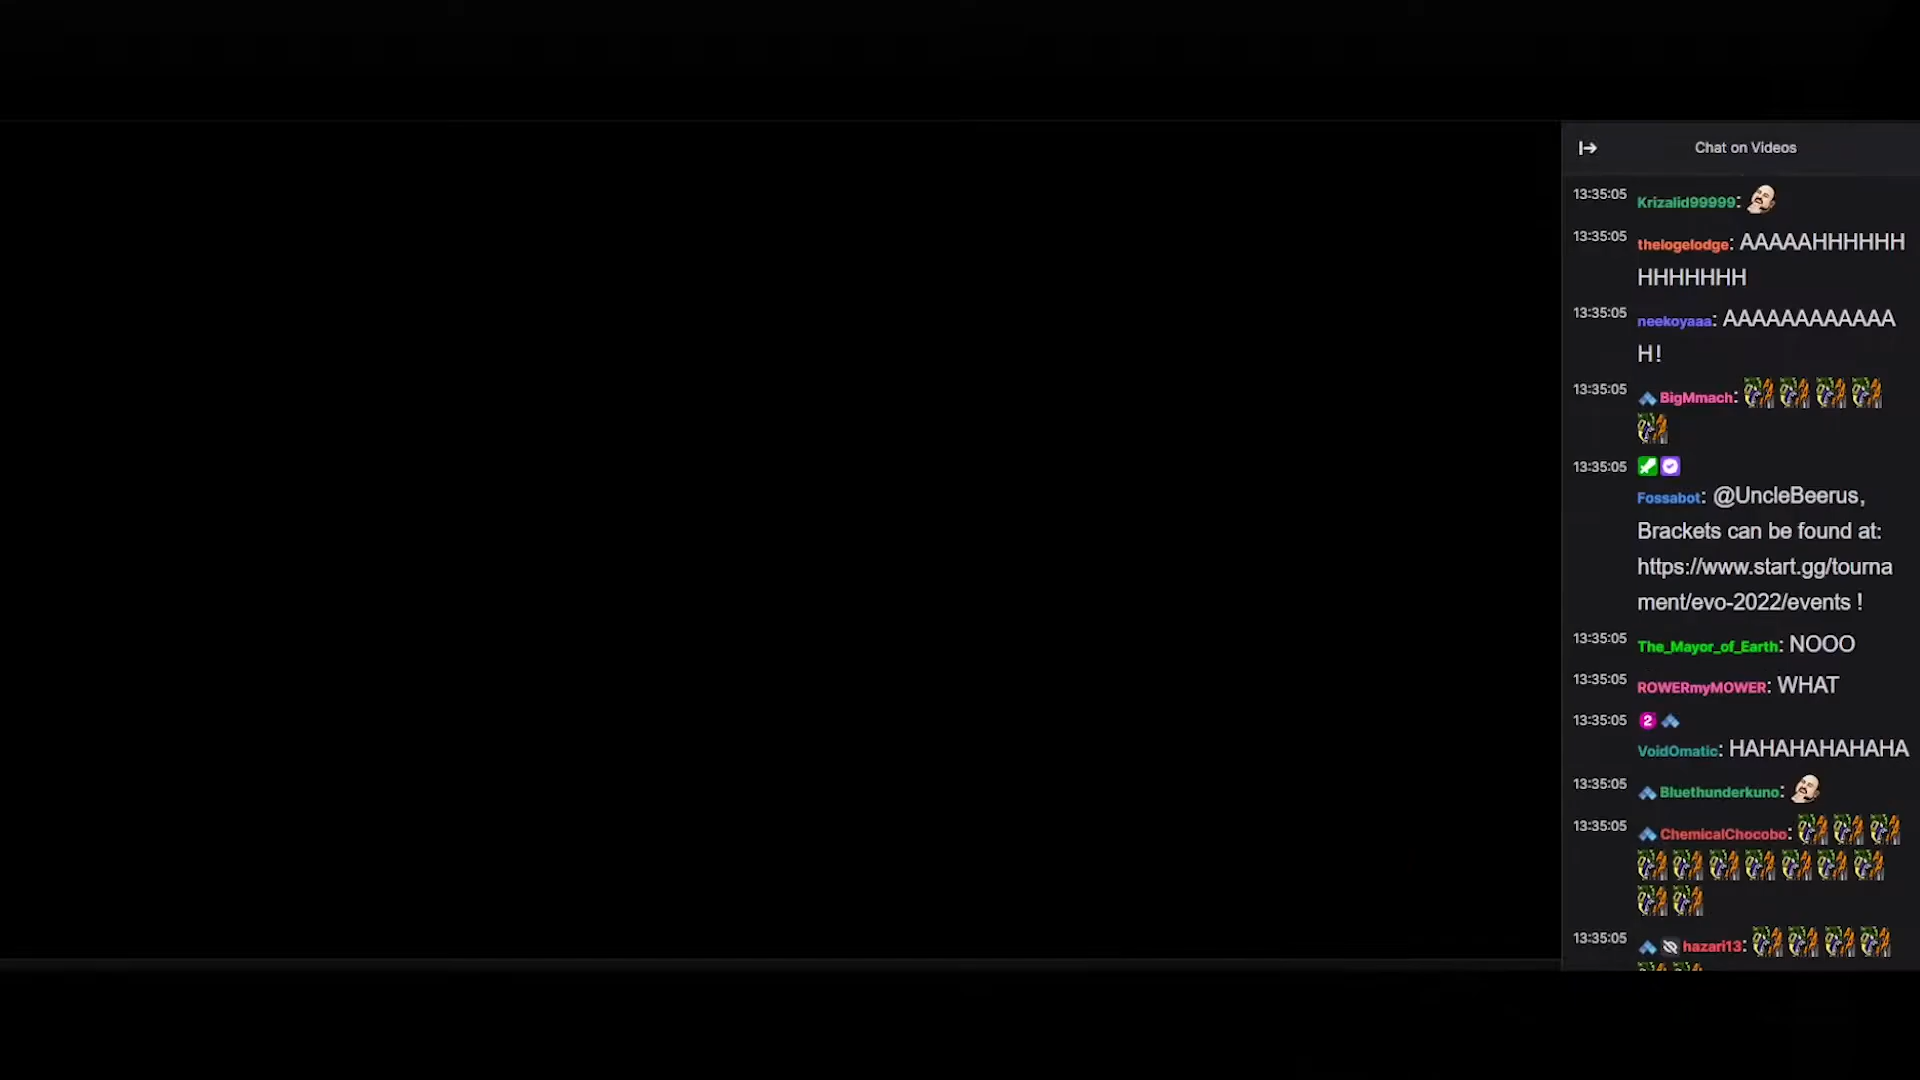 Chat on Videos
13:35:05 Krizalid99999:
13:35:05 thelogelodge: AAAAAHHHHHH
HHHHHHH
13:35:05 neekoyaaa: AAAAAAAAAAAA
H!
13:35:05 BigMmach:
13:35:05
Fossabot: @UncleBeerus,
Brackets can be found at:
https://www.start.gg/tourna
ment/evo-2022/events !
13:35:05 The_Mayor_of_Earth: NOOO
13:35:05 ROWERmyMOWER: WHAT
13:35:05 2
VoidOmatic: HAHAHAHAHAHA
13:35:05 Bluethunderkuno:
13:35:05 ChemicalChocobo:
13:35:05 hazari13: